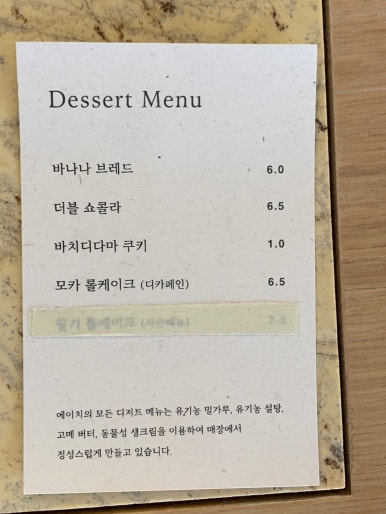 Dessert Menu
바나나 브레드 6.0
더블 쇼콜라 6.5
바치디다마 쿠키 1.0
모카 롤케이크 (디카페인) 6.5
롤케이크
에이치의 모든 디저트 메뉴는 유기농 밀가루, 유기농 설탕,
고메 버터, 동물성 생크림을 이용하여 매장에서
정성스럽게 만들고 있습니다.